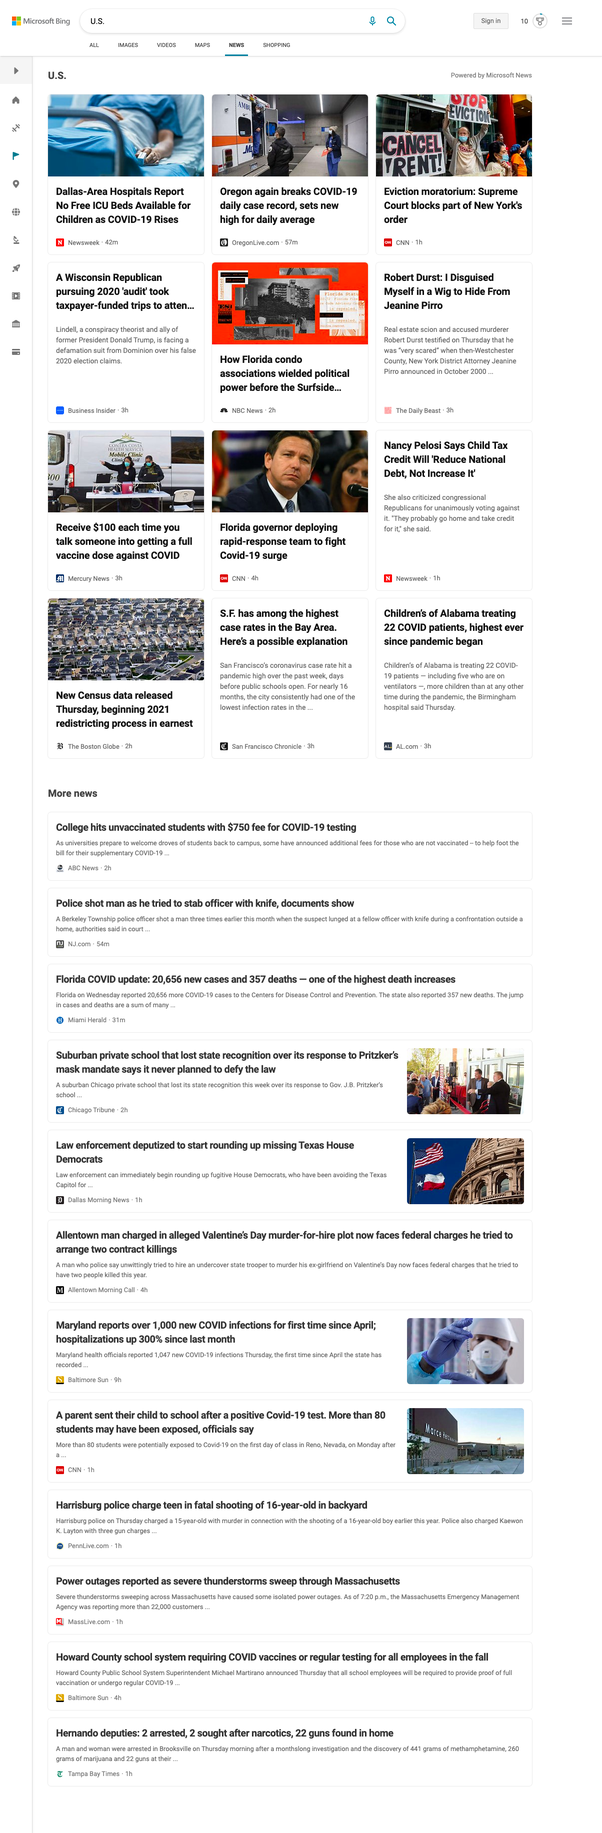 Microsoft Bing
U.S.
Sign in
10
ALL
IMAGES
VIDEOS
MAPS
NEWS
SHOPPING
U.S.
Powered by Microsoft News
Dallas-Area Hospitals Report
No Free ICU Beds Available for
Children as COVID-19 Rises
Newsweek · 42m
AMBU
Oregon again breaks COVID-19
daily case record, sets new
high for daily average
OregonLive.com · 57m
STOP
EVICTION
CANCEL
RENT!
Eviction moratorium: Supreme
Court blocks part of New York's
order
CNN · 1h
A Wisconsin Republican
pursuing 2020 'audit' took
taxpayer-funded trips to atten...
Lindell, a conspiracy theorist and ally of
former President Donald Trump, is facing a
defamation suit from Dominion over his false
2020 election claims.
Business Insider · 3h
How Florida condo
associations wielded political
power before the Surfside...
NBC News · 2h
Robert Durst: I Disguised
Myself in a Wig to Hide From
Jeanine Pirro
Real estate scion and accused murderer
Robert Durst testified on Thursday that he
was "very scared" when then-Westchester
County, New York District Attorney Jeanine
Pirro announced in October 2000 ...
The Daily Beast · 3h
Mobile Clinic
Receive $100 each time you
talk someone into getting a full
vaccine dose against COVID
Mercury News · 3h
Florida governor deploying
rapid-response team to fight
Covid-19 surge
CNN · 4h
Nancy Pelosi Says Child Tax
Credit Will 'Reduce National
Debt, Not Increase It'
She also criticized congressional
Republicans for unanimously voting against
it. "They probably go home and take credit
for it," she said.
Newsweek · 1h
New Census data released
Thursday, beginning 2021
redistricting process in earnest
The Boston Globe · 2h
S.F. has among the highest
case rates in the Bay Area.
Here's a possible explanation
San Francisco's coronavirus case rate hit a
pandemic high over the past week, days
before public schools open. For nearly 16
months, the city consistently had one of the
lowest infection rates in the ...
San Francisco Chronicle · 3h
Children's of Alabama treating
22 COVID patients, highest ever
since pandemic began
Children's of Alabama is treating 22 COVID-
19 patients — including five who are on
ventilators —, more children than at any other
time during the pandemic, the Birmingham
hospital said Thursday.
AL.com · 3h
More news
College hits unvaccinated students with $750 fee for COVID-19 testing
As universities prepare to welcome droves of students back to campus, some have announced additional fees for those who are not vaccinated – to help foot the
bill for their supplementary COVID-19 ...
ABC News · 2h
Police shot man as he tried to stab officer with knife, documents show
A Berkeley Township police officer shot a man three times earlier this month when the suspect lunged at a fellow officer with knife during a confrontation outside a
home, authorities said in court ...
NJ.com · 54m
Florida COVID update: 20,656 new cases and 357 deaths — one of the highest death increases
Florida on Wednesday reported 20,656 more COVID-19 cases to the Centers for Disease Control and Prevention. The state also reported 357 new deaths. The jump
in cases and deaths are a sum of many ...
Miami Herald · 31m
Suburban private school that lost state recognition over its response to Pritzker's
mask mandate says it never planned to defy the law
A suburban Chicago private school that lost its state recognition this week over its response to Gov. J.B. Pritzker's
school ...
Chicago Tribune · 2h
Law enforcement deputized to start rounding up missing Texas House
Democrats
Law enforcement can immediately begin rounding up fugitive House Democrats, who have been avoiding the Texas
Capitol for ...
Dallas Morning News · 1h
Allentown man charged in alleged Valentine's Day murder-for-hire plot now faces federal charges he tried to
arrange two contract killings
A man who police say unwittingly tried to hire an undercover state trooper to murder his ex-girlfriend on Valentine's Day now faces federal charges that he tried to
have two people killed this year.
Allentown Morning Call · 4h
Maryland reports over 1,000 new COVID infections for first time since April;
hospitalizations up 300% since last month
Maryland health officials reported 1,047 new COVID-19 infections Thursday, the first time since April the state has
recorded ...
Baltimore Sun · 9h
A parent sent their child to school after a positive Covid-19 test. More than 80
students may have been exposed, officials say
More than 80 students were potentially exposed to Covid-19 on the first day of class in Reno, Nevada, on Monday after
a ...
CNN · 1h
Harrisburg police charge teen in fatal shooting of 16-year-old in backyard
Harrisburg police on Thursday charged a 15-year-old with murder in connection with the shooting of a 16-year-old boy earlier this year. Police also charged Kaewon
K. Layton with three gun charges ...
PennLive.com · 1h
Power outages reported as severe thunderstorms sweep through Massachusetts
Severe thunderstorms sweeping across Massachusetts have caused some isolated power outages. As of 7:20 p.m., the Massachusetts Emergency Management
Agency was reporting more than 22,000 customers ...
MassLive.com · 1h
Howard County school system requiring COVID vaccines or regular testing for all employees in the fall
Howard County Public School System Superintendent Michael Martirano announced Thursday that all school employees will be required to provide proof of full
vaccination or undergo regular COVID-19 ...
Baltimore Sun · 4h
Hernando deputies: 2 arrested, 2 sought after narcotics, 22 guns found in home
A man and woman were arrested in Brooksville on Thursday morning after a monthslong investigation and the discovery of 441 grams of methamphetamine, 260
grams of marijuana and 22 guns at their ...
Tampa Bay Times · 1h